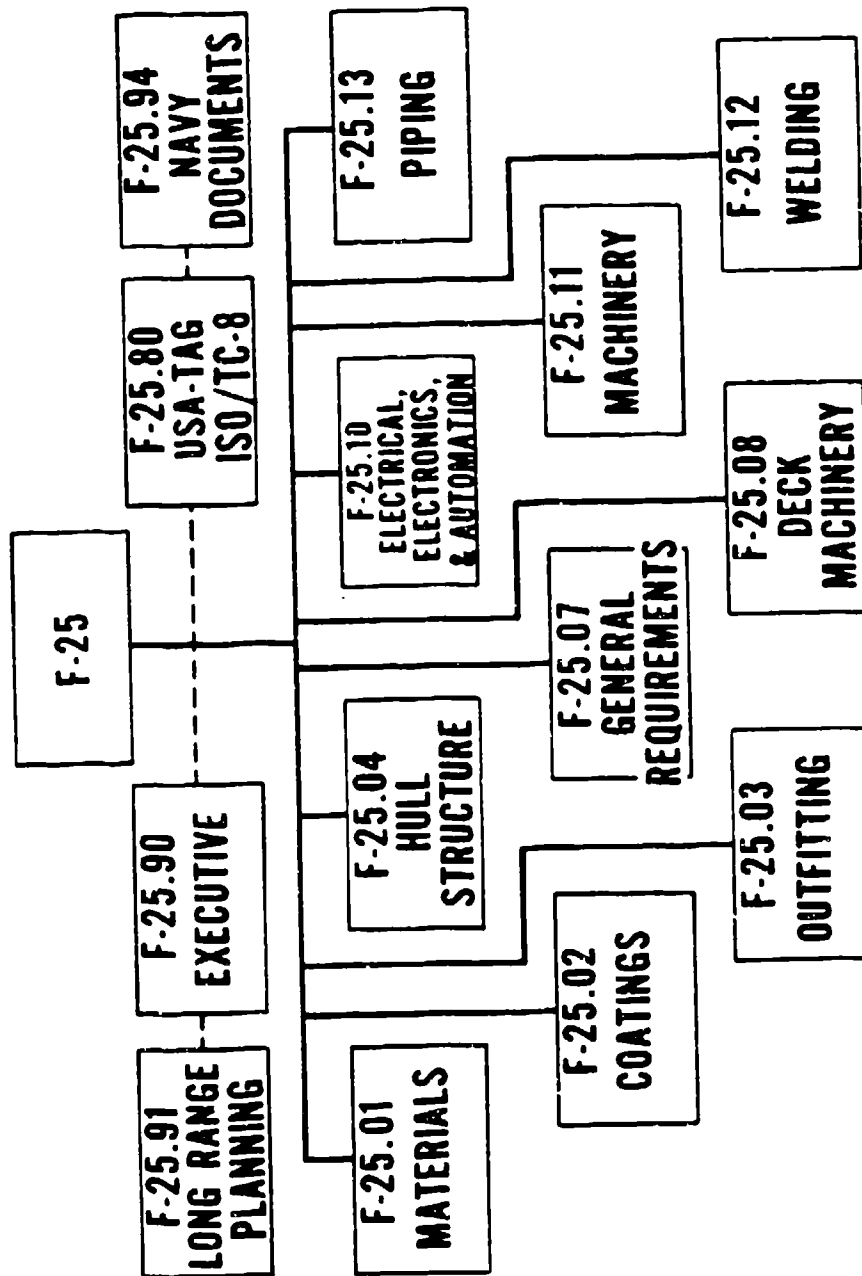 F-25
F-25.91
LONG RANGE
PLANNING
F-25.90
EXECUTIVE
F-25.80
USA-TAG
ISO/TC-8
F-25.94
NAVY
DOCUMENTS
F-25.01
MATERIALS
F-25.04
HULL
STRUCTURE
F-25.10
ELECTRICAL,
ELECTRONICS,
& AUTOMATION
F-25.13
PIPING
F-25.02
COATINGS
F-25.07
GENERAL
REQUIREMENTS
F-25.11
MACHINERY
F-25.03
OUTFITTING
F-25.08
DECK
MACHINERY
F-25.12
WELDING